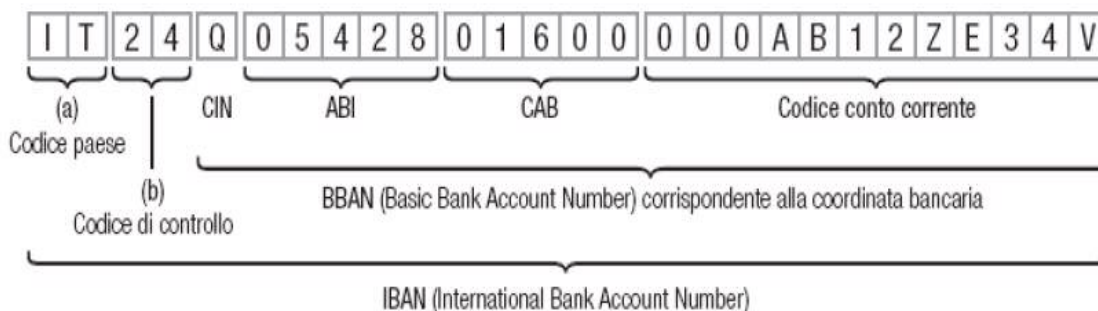 I T 2 4 Q 0 5 4 2 8 0 1 6 0 0 0 0 0 A B 1 2 Z E 3 4 V
(a) CIN ABI CAB Codice conto corrente
Codice paese
(b) BBAN (Basic Bank Account Number) corrispondente alla coordinata bancaria
Codice di controllo
IBAN (International Bank Account Number)